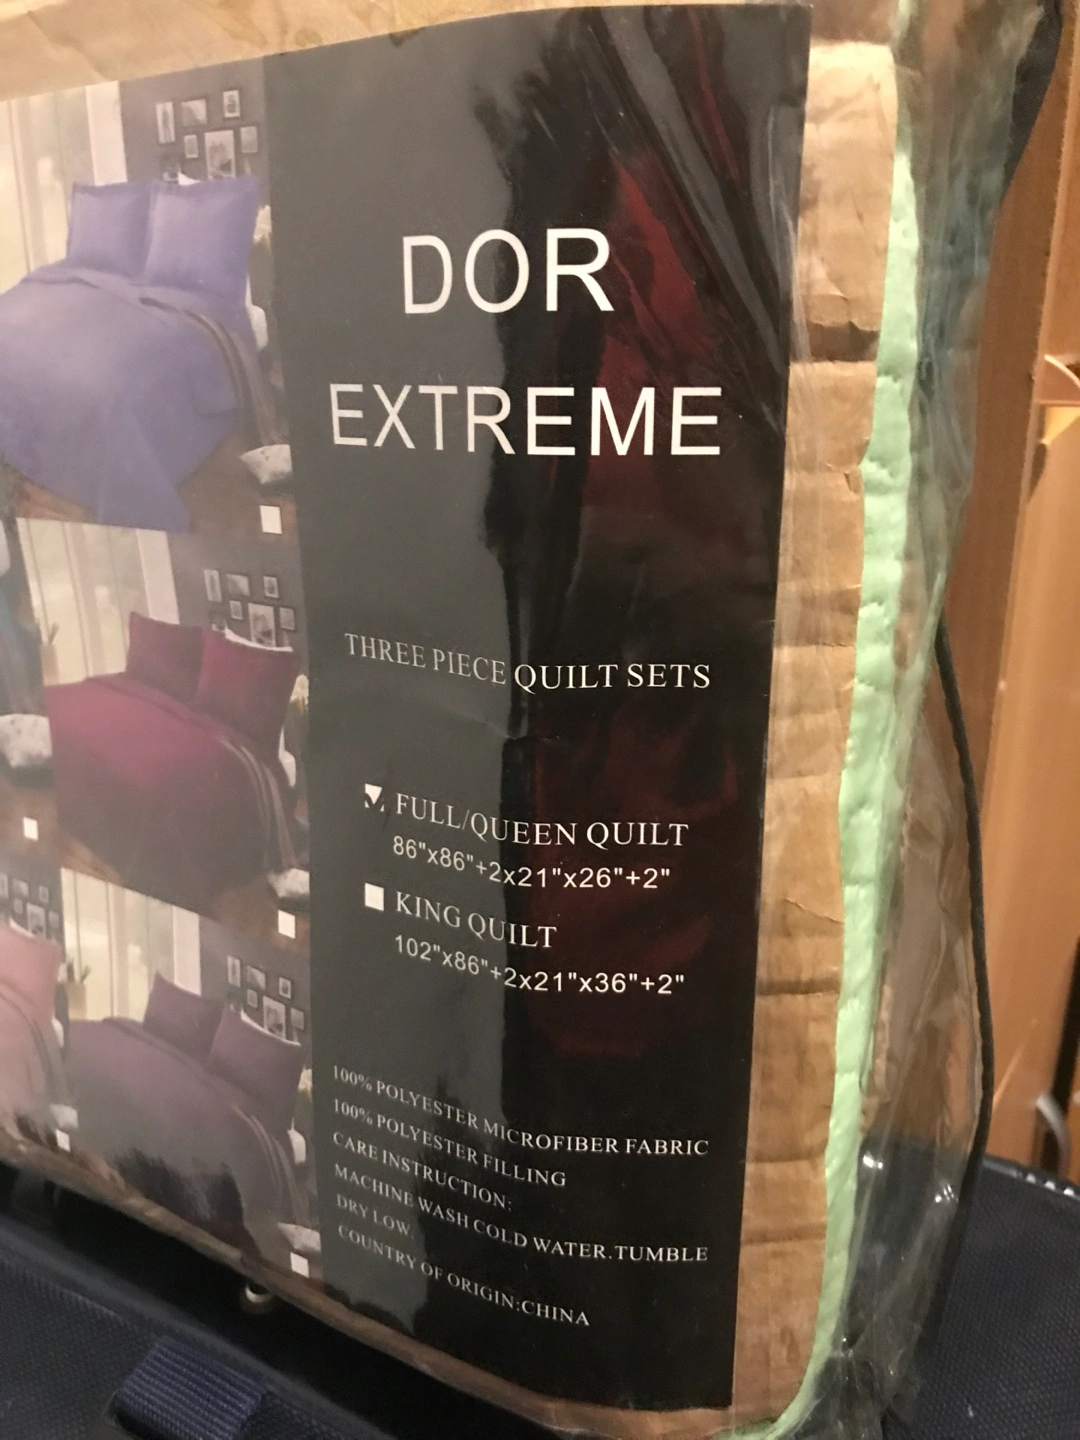 DOR
EXTREME
THREE PIECE QUILT SETS
FULL/QUEEN QUILT
86"x86"+2x21"x26"+2"
KING QUILT
102"x86"+2x21"x36"+2"
100% POLYESTER MICROFIBER FABRIC
100% POLYESTER FILLING
CARE INSTRUCTION:
MACHINE WASH COLD WATER.TUMBLE
DRY LOW.
COUNTRY OF ORIGIN:CHINA